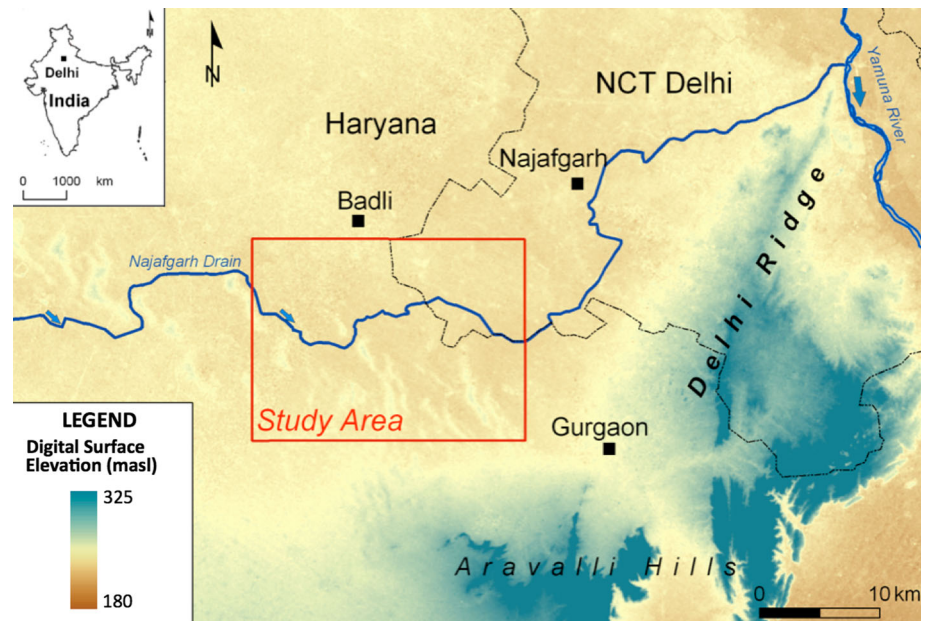 N
Delhi
India
0 1000 km
N
NCT Delhi
Haryana
Yamuna River
Najafgarh
Badli
Najafgarh Drain
Delhi Ridge
Study Area
Gurgaon
LEGEND
Digital Surface
Elevation (masl)
325
180
Aravalli Hills
0 10 km